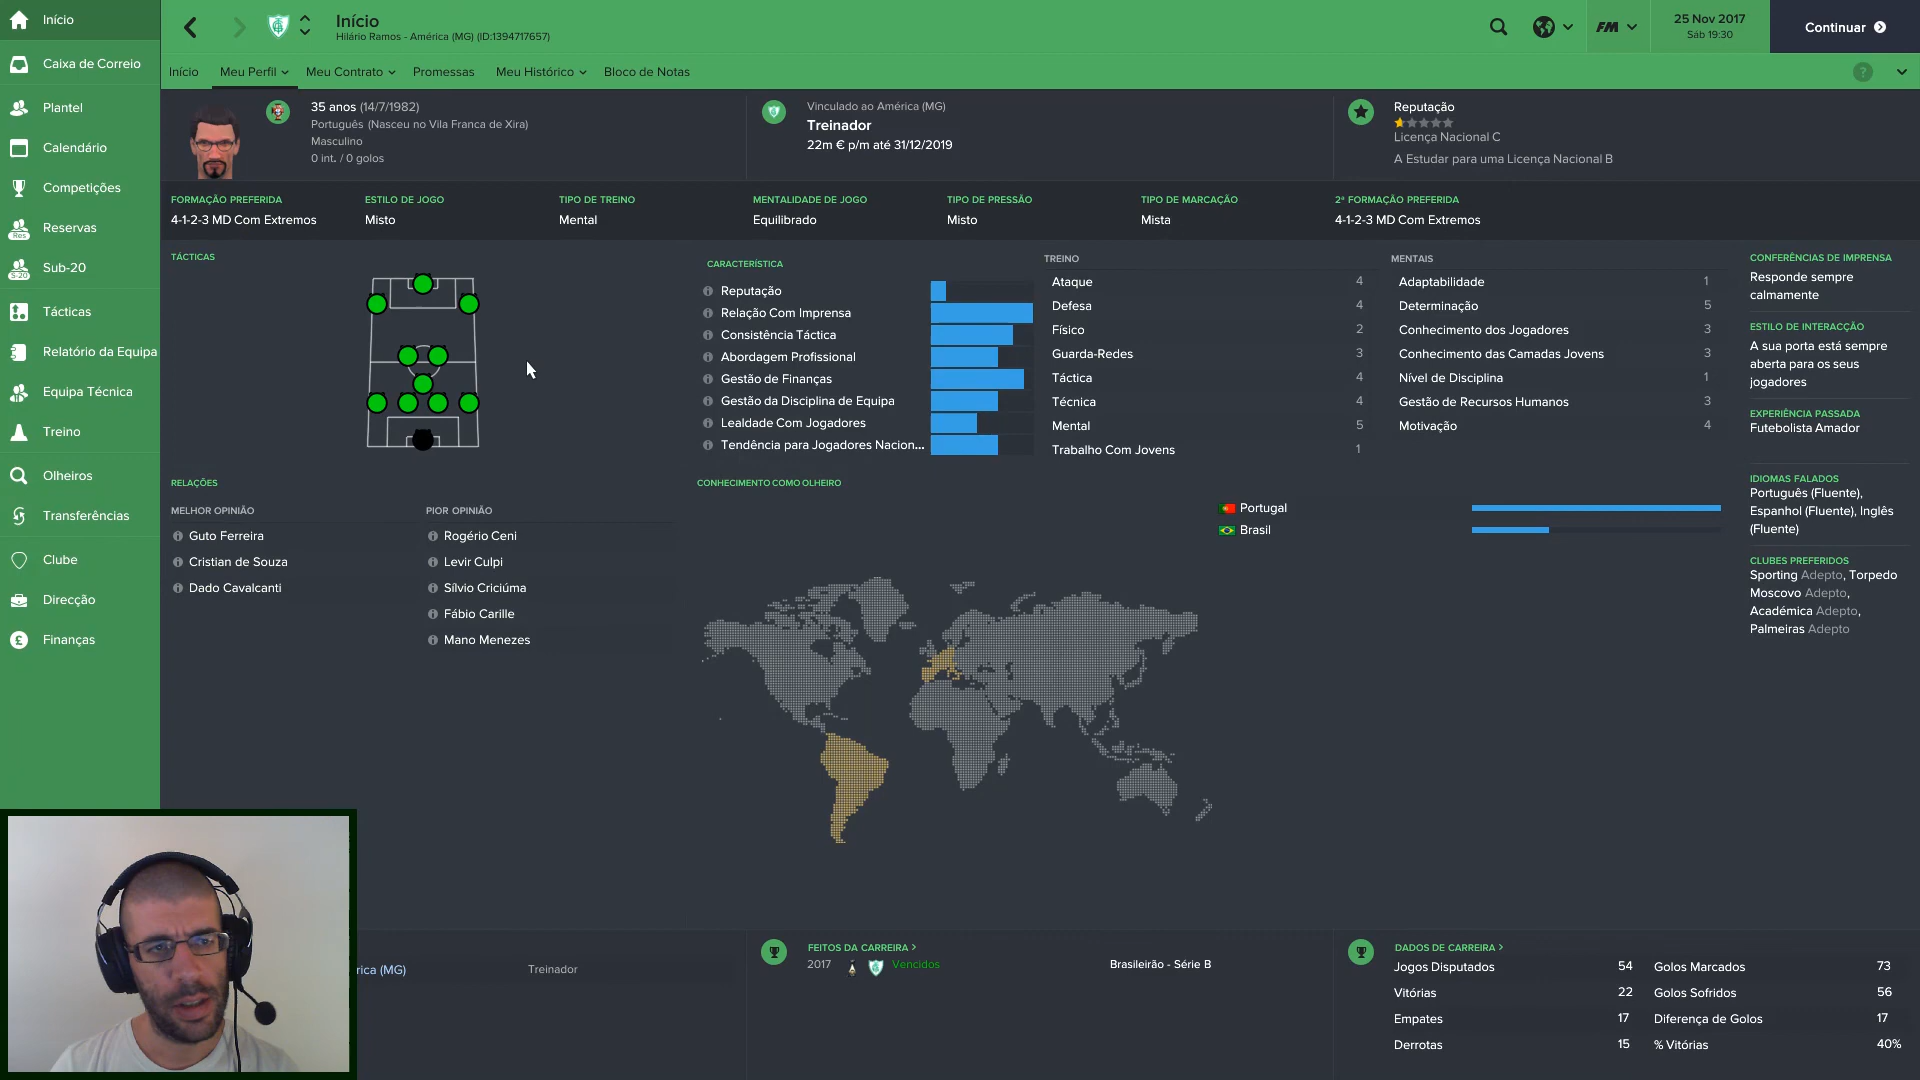 Início
Caixa de Correio
Plantel
Calendário
Competições
Reservas
Sub-20
Tácticas
Relatório da Equipa
Equipa Técnica
Treino
Olheiros
Transferências
Clube
Direcção
Finanças
Início
Hilário Ramos - América (MG) (ID:1394717657)
FM
25 Nov 2017
Sáb 19:30
Continuar
Início
Meu Perfil
Meu Contrato
Promessas
Meu Histórico
Bloco de Notas
?
35 anos (14/7/1982)
Português (Nasceu no Vila Franca de Xira)
Masculino
0 int. / 0 golos
Vinculado ao América (MG)
Treinador
22m € p/m até 31/12/2019
Reputação
Licença Nacional C
A Estudar para uma Licença Nacional B
FORMAÇÃO PREFERIDA
4-1-2-3 MD Com Extremos
ESTILO DE JOGO
Misto
TIPO DE TREINO
Mental
MENTALIDADE DE JOGO
Equilibrado
TIPO DE PRESSÃO
Misto
TIPO DE MARCAÇÃO
Mista
2ª FORMAÇÃO PREFERIDA
4-1-2-3 MD Com Extremos
TÁCTICAS
CARACTERÍSTICA
Reputação
Relação Com Imprensa
Consistência Táctica
Abordagem Profissional
Gestão de Finanças
Gestão da Disciplina de Equipa
Lealdade Com Jogadores
Tendência para Jogadores Nacion...
TREINO
Ataque 4
Defesa 4
Físico 2
Guarda-Redes 3
Táctica 4
Técnica 4
Mental 5
Trabalho Com Jovens 1
MENTAIS
Adaptabilidade 1
Determinação 5
Conhecimento dos Jogadores 3
Conhecimento das Camadas Jovens 3
Nível de Disciplina 1
Gestão de Recursos Humanos 3
Motivação 4
CONFERÊNCIAS DE IMPRENSA
Responde sempre
calmamente
ESTILO DE INTERACÇÃO
A sua porta está sempre
aberta para os seus
jogadores
EXPERIÊNCIA PASSADA
Futebolista Amador
IDIOMAS FALADOS
Português (Fluente),
Espanhol (Fluente), Inglês
(Fluente)
CLUBES PREFERIDOS
Sporting Adepto, Torpedo
Moscovo Adepto,
Académica Adepto,
Palmeiras Adepto
RELAÇÕES
MELHOR OPINIÃO
Guto Ferreira
Cristian de Souza
Dado Cavalcanti
PIOR OPINIÃO
Rogério Ceni
Levir Culpi
Sílvio Criciúma
Fábio Carille
Mano Menezes
CONHECIMENTO COMO OLHEIRO
Portugal
Brasil
rica (MG) Treinador
FEITOS DA CARREIRA >
2017 Vencidos Brasileirão - Série B
DADOS DE CARREIRA >
Jogos Disputados 54 Golos Marcados 73
Vitórias 22 Golos Sofridos 56
Empates 17 Diferença de Golos 17
Derrotas 15 % Vitórias 40%